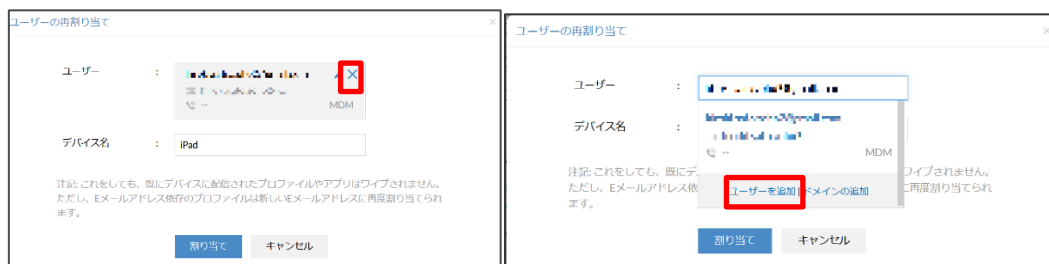 ユーザーの再割り当て
ユーザー :
MDM
デバイス名 : iPad
注記: これをしても、既にデバイスに配信されたプロファイルやアプリはワイプされません。
ただし、Eメールアドレス依存のプロファイルは新しいEメールアドレスに再度割り当てられ
ます。
割り当て キャンセル
ユーザーの再割り当て
ユーザー :
MDM
デバイス名 :
ユーザーを追加 | ドメインの追加
注記: これをしても、既にデ
ワイプされません。
ただし、Eメールアドレス依
再度割り当てられ
ます。
割り当て キャンセル